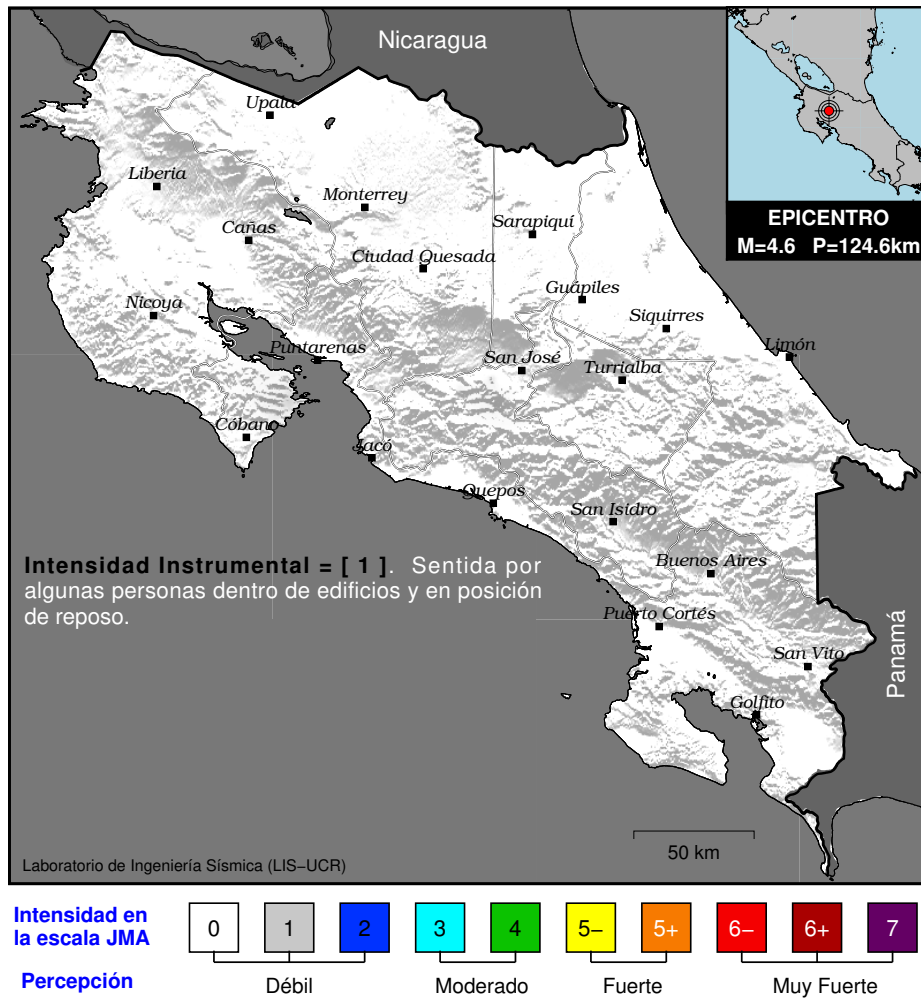 Nicaragua
EPICENTRO
M=4.6 P=124.6km
Upala
Liberia
Monterrey
Cañas
Sarapiquí
Ciudad Quesada
Guápiles
Nicoya
Siquirres
Puntarenas
San José
Limón
Turrialba
Cóbano
Jacó
Quepos
San Isidro
Intensidad Instrumental = [ 1 ]. Sentida por
algunas personas dentro de edificios y en posición
de reposo.
Buenos Aires
Puerto Cortés
San Vito
Panamá
Golfito
50 km
Laboratorio de Ingeniería Sísmica (LIS−UCR)
Intensidad en
la escala JMA
0 1 2 3 4 5− 5+ 6− 6+ 7
Percepción
Débil Moderado Fuerte Muy Fuerte